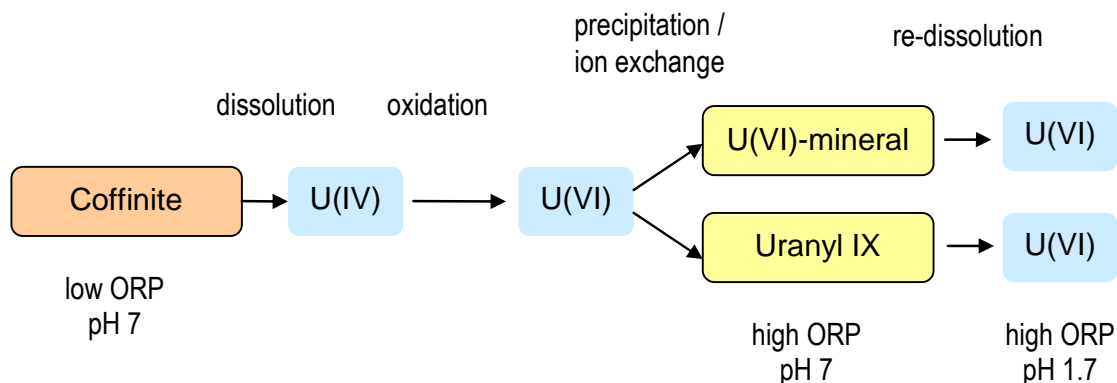 precipitation /
ion exchange
re-dissolution
dissolution
oxidation
U(VI)-mineral
U(VI)
Coffinite
U(IV)
U(VI)
Uranyl IX
U(VI)
low ORP
pH 7
high ORP
pH 7
high ORP
pH 1.7